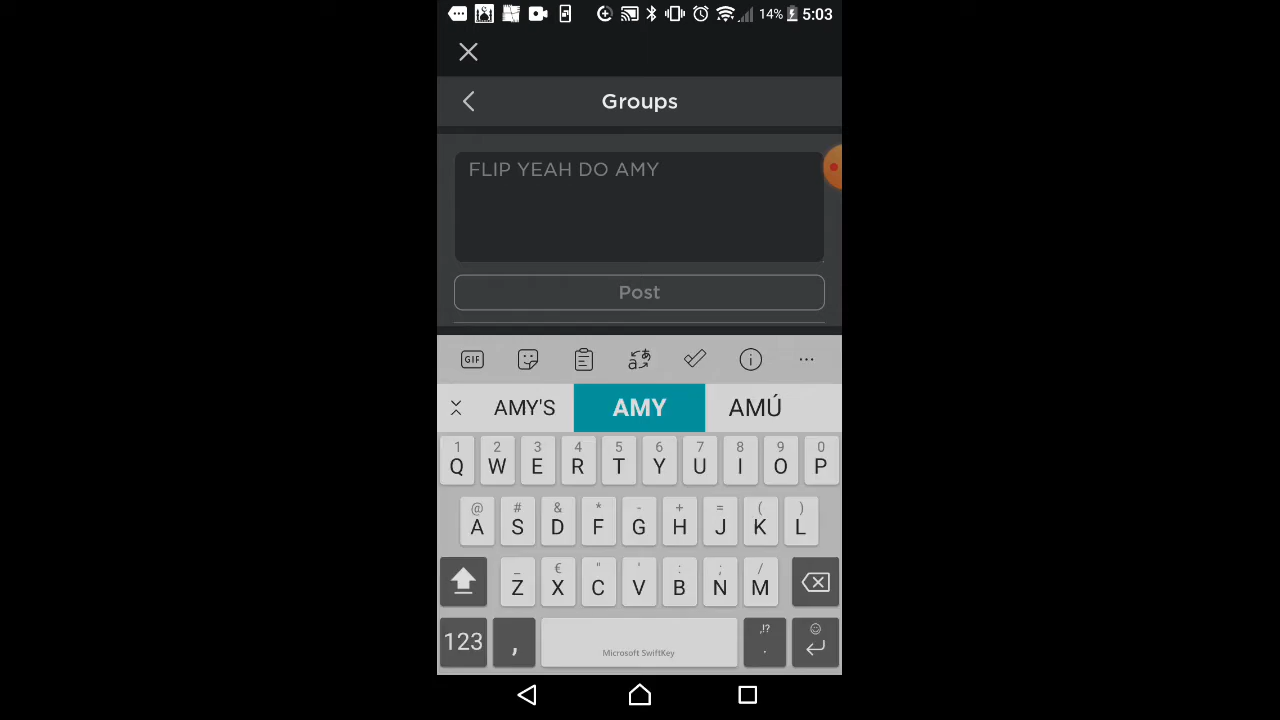 14% 5:03
Groups
FLIP YEAH DO AMY
Post
GIF
AMY'S AMY AMÚ
1 2 3 4 5 6 7 8 9 0
Q W E R T Y U I O P
@ # & * - + = ( )
A S D F G H J K L
_ € " ' : ; /
Z X C V B N M
,!?
123 , Microsoft SwiftKey .